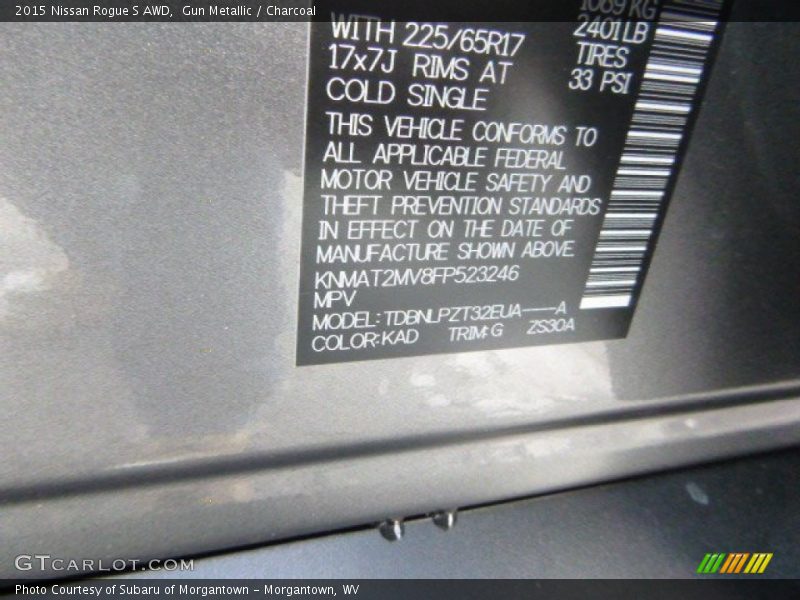 2015 Nissan Rogue S AWD, Gun Metallic / Charcoal
1089 KG
WITH 225/65R17 2401LB
17x7J RIMS AT TIRES
COLD SINGLE 33 PSI
THIS VEHICLE CONFORMS TO
ALL APPLICABLE FEDERAL
MOTOR VEHICLE SAFETY AND
THEFT PREVENTION STANDARDS
IN EFFECT ON THE DATE OF
MANUFACTURE SHOWN ABOVE.
KNMAT2MV8FP523246
MPV
MODEL:TDBNLPZT32EUA----A
COLOR:KAD TRIM:G ZS30A
GTCARLOT.COM
Photo Courtesy of Subaru of Morgantown - Morgantown, WV